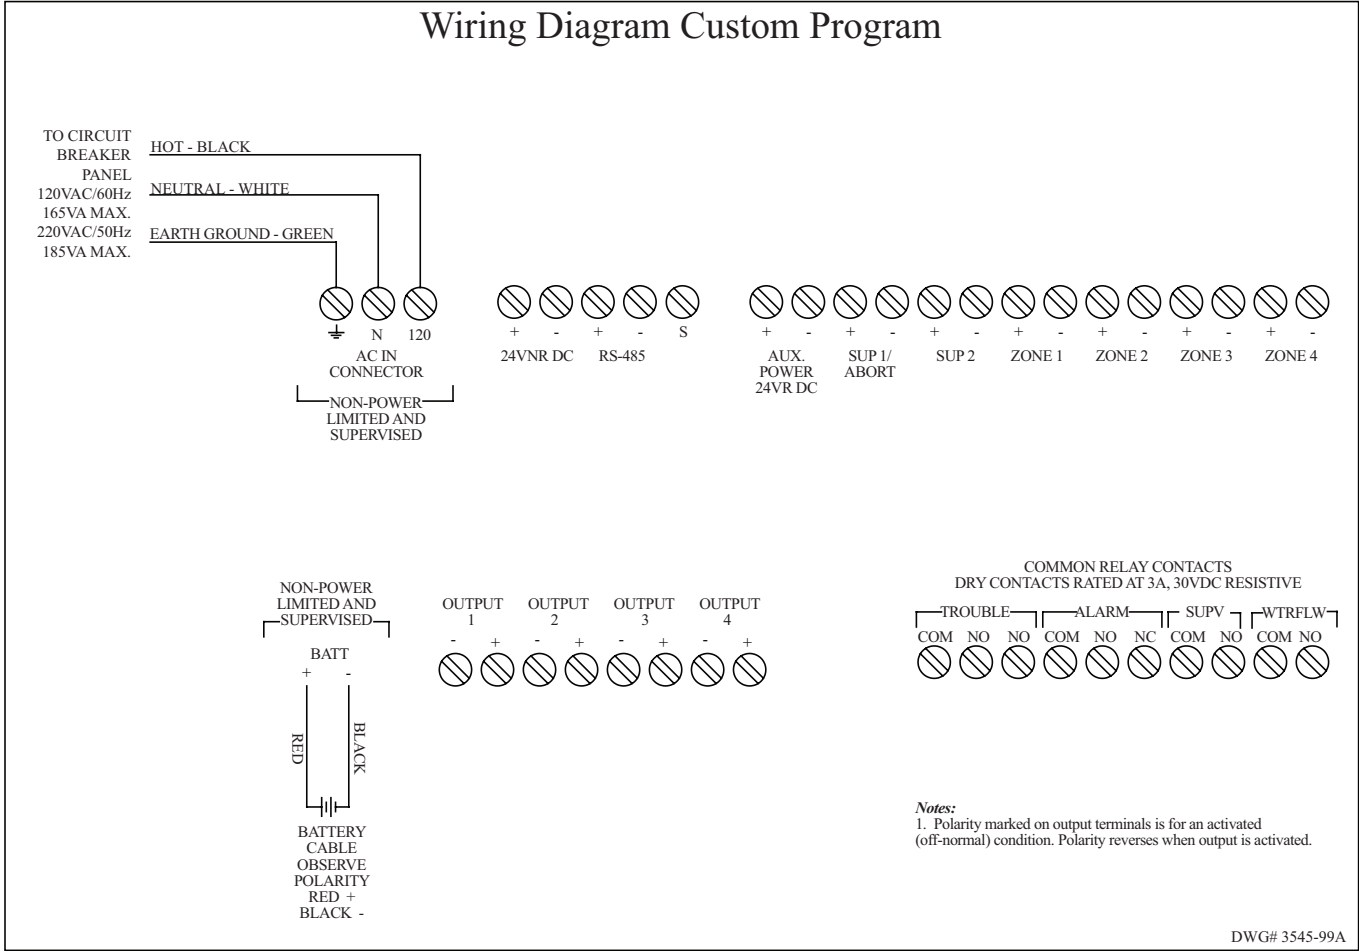 Wiring Diagram Custom Program
TO CIRCUIT
BREAKER
PANEL
120VAC/60Hz
165VA MAX.
220VAC/50Hz
185VA MAX.
HOT - BLACK
NEUTRAL - WHITE
EARTH GROUND - GREEN
N 120
AC IN
CONNECTOR
NON-POWER
LIMITED AND
SUPERVISED
+ - + - S
24VNR DC RS-485
+ - + - + - + - + - + - + -
AUX.
POWER
24VR DC
SUP 1/
ABORT
SUP 2
ZONE 1
ZONE 2
ZONE 3
ZONE 4
NON-POWER
LIMITED AND
SUPERVISED
BATT
+ -
RED
BLACK
BATTERY
CABLE
OBSERVE
POLARITY
RED +
BLACK -
OUTPUT
1
OUTPUT
2
OUTPUT
3
OUTPUT
4
- + - + - + - +
COMMON RELAY CONTACTS
DRY CONTACTS RATED AT 3A, 30VDC RESISTIVE
TROUBLE ALARM SUPV WTRFLW
COM NO NO COM NO NC COM NO COM NO
Notes:
1. Polarity marked on output terminals is for an activated
(off-normal) condition. Polarity reverses when output is activated.
DWG# 3545-99A